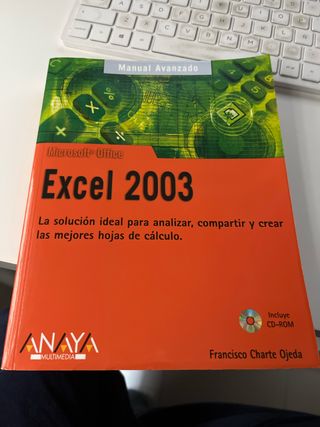 Manual Avanzado
Microsoft® Office
Excel 2003
La solución ideal para analizar, compartir y crear
las mejores hojas de cálculo.
Incluye
CD-ROM
ANAYA
MULTIMEDIA
Francisco Charte Ojeda